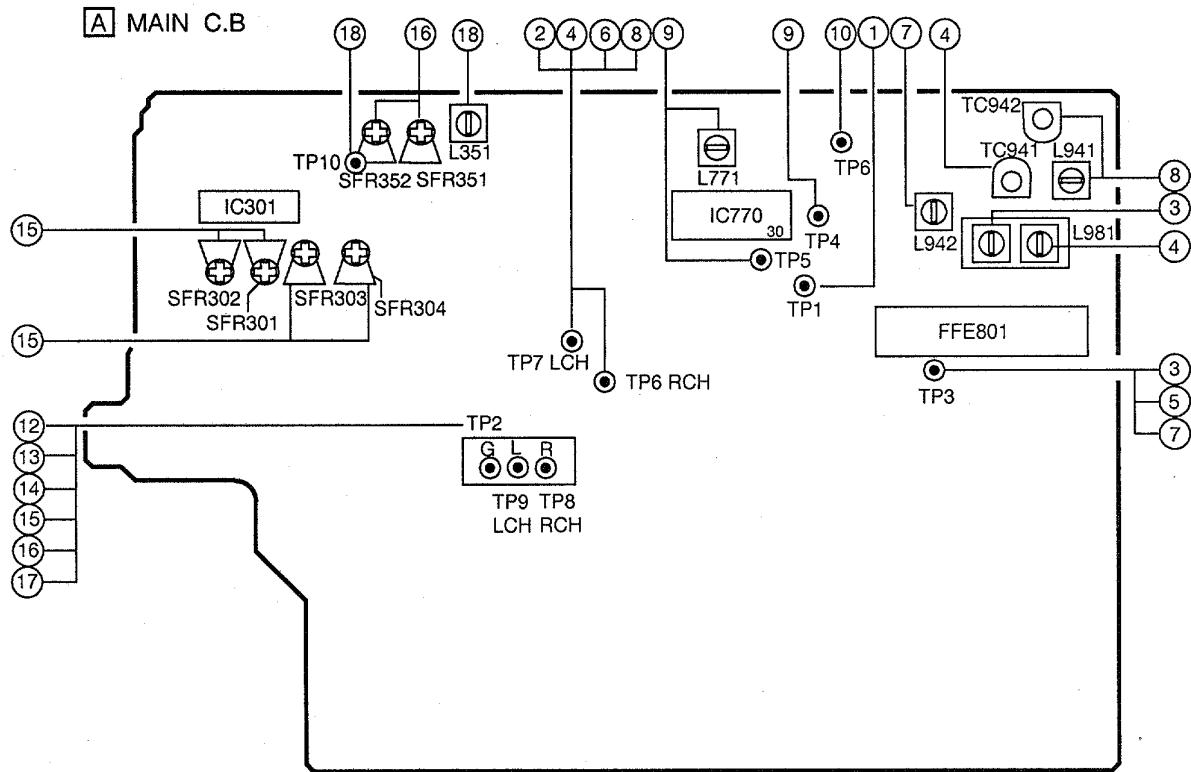 A MAIN C.B
18 16 18 2 4 6 8 9 9 10 1 7 4
TC942
TC941 L941
TP10
SFR352 SFR351
L351
L771
TP6
8
3
4
IC301
IC770
30
TP4
L942
L981
15
TP5
TP1
SFR302
SFR301
SFR303
SFR304
FFE801
15
TP7 LCH
TP6 RCH
TP3
3
5
7
12
13
14
15
16
17
TP2
G L R
TP9 TP8
LCH RCH